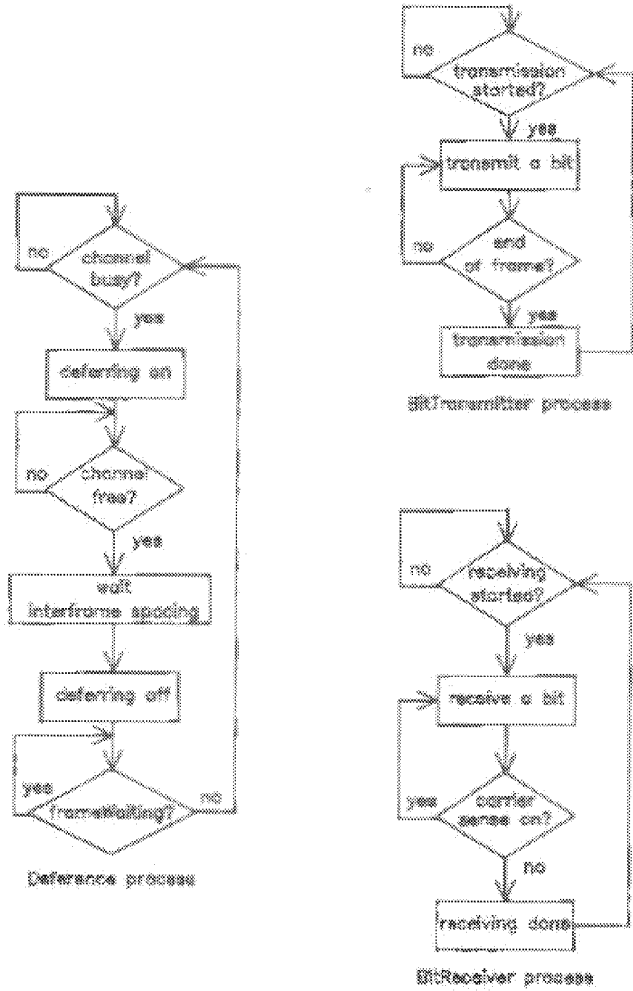 no
channel
busy?
yes
deferring on
no
channel
free?
yes
wait
interframe spacing
deferring off
yes
frameWaiting?
no
Deference process
no
transmission
started?
yes
transmit a bit
no
end
of frame?
yes
transmission
done
BitTransmitter process
no
receiving
started?
yes
receive a bit
yes
carrier
sense on?
no
receiving done
BitReceiver process